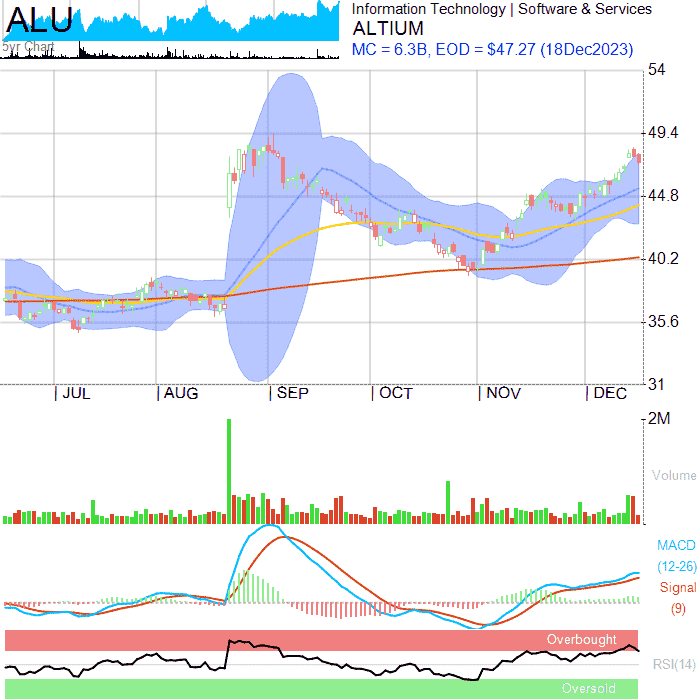 ALU
5yr Chart
Information Technology | Software & Services
ALTIUM
MC = 6.3B, EOD = $47.27 (18Dec2023)
54
49.4
44.8
40.2
35.6
31
| JUL | AUG | SEP | OCT | NOV | DEC
2M
Volume
MACD
(12-26)
Signal
(9)
Overbought
RSI(14)
Oversold